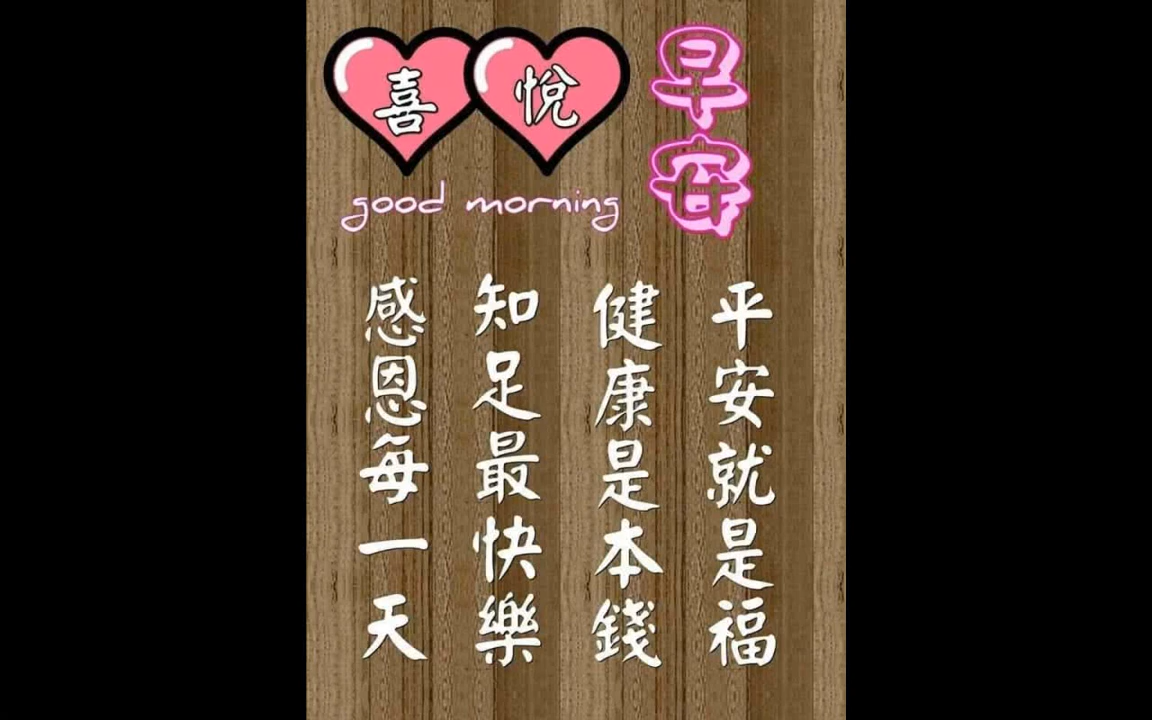 喜悅
早安
good morning
平安就是福
健康是本錢
知足最快樂
感恩每一天